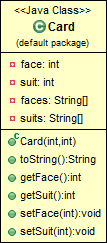 <<Java Class>>
Card
(default package)
face: int
suit: int
faces: String[]
suits: String[]
Card(int,int)
toString():String
getFace():int
getSuit():int
setFace(int):void
setSuit(int):void